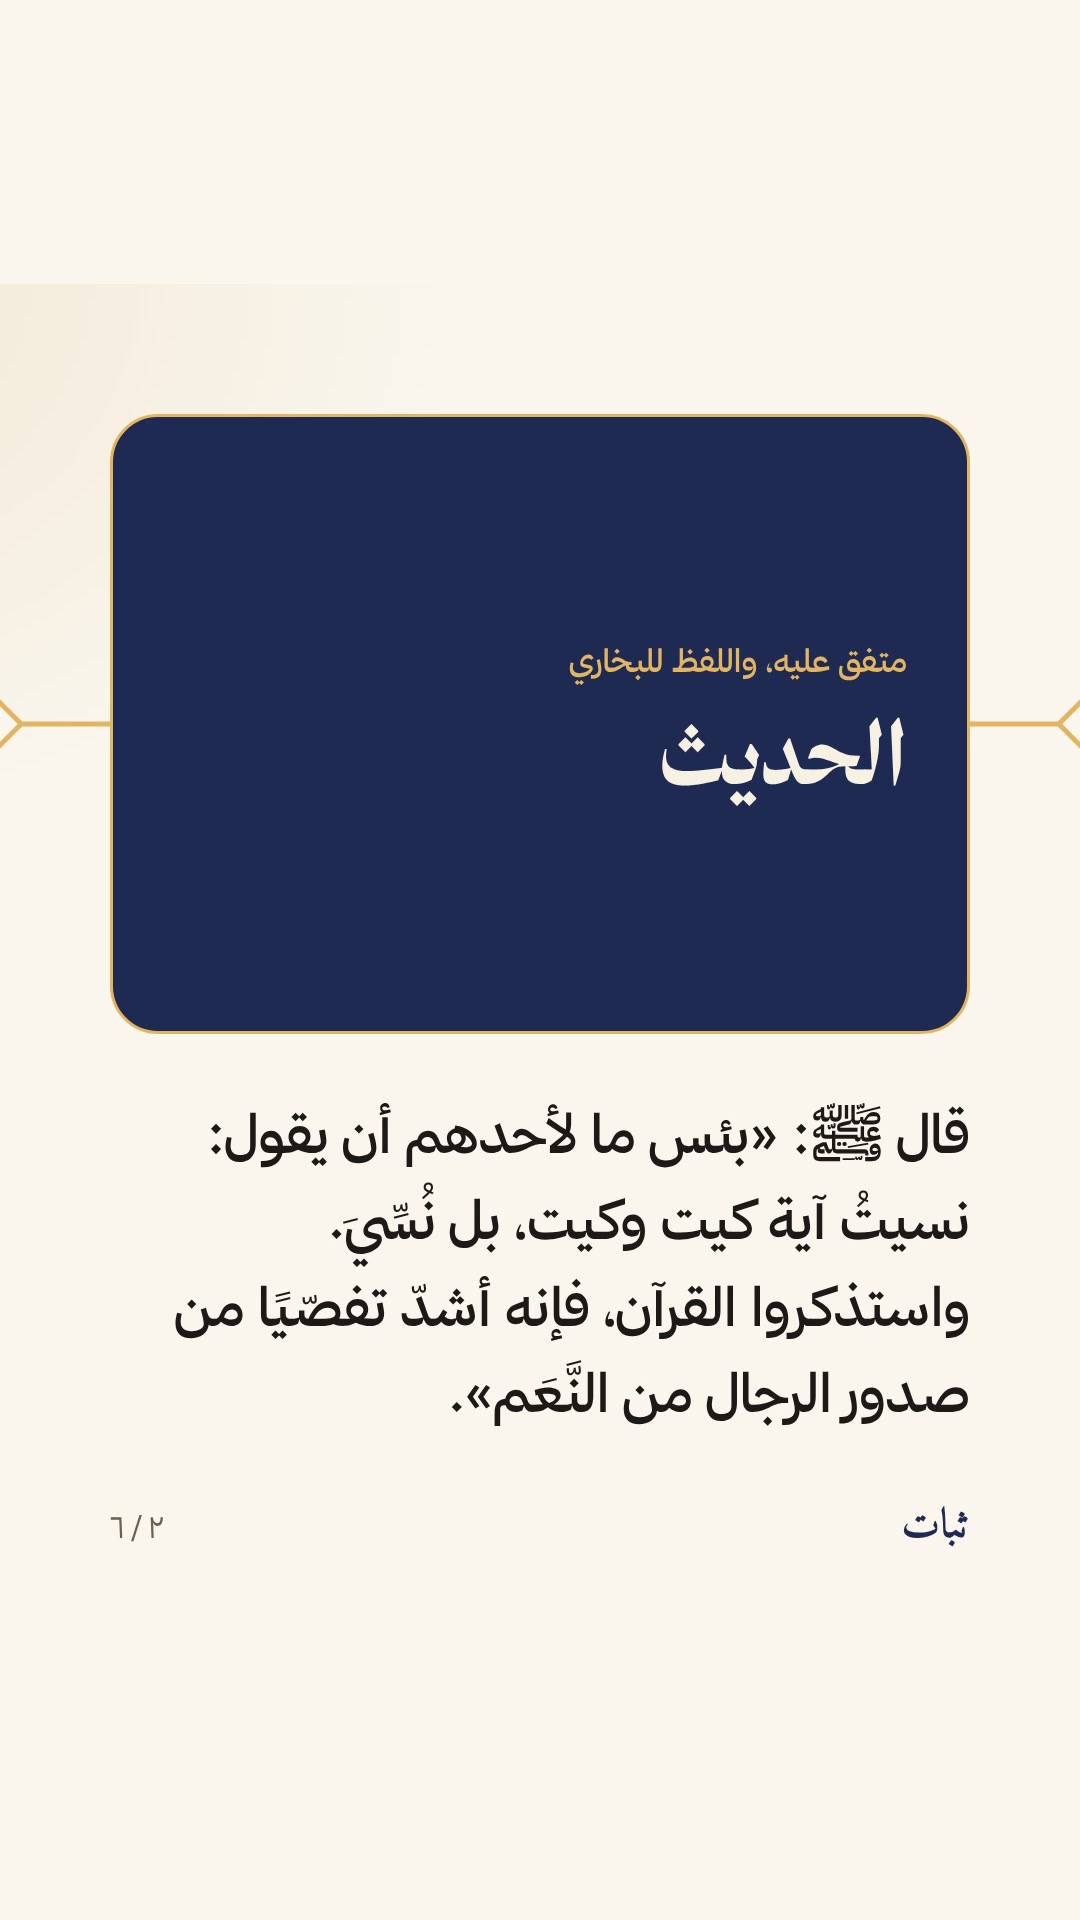 متفق عليه، واللفظ للبخاري
الحديث
قال ﷺ: «بئس ما لأحدهم أن يقول:
نسيتُ آية كيت وكيت، بل نُسِّيَ.
واستذكروا القرآن، فإنه أشدّ تفصّيًا من
صدور الرجال من النَّعَم».
ثبات
٢ / ٦